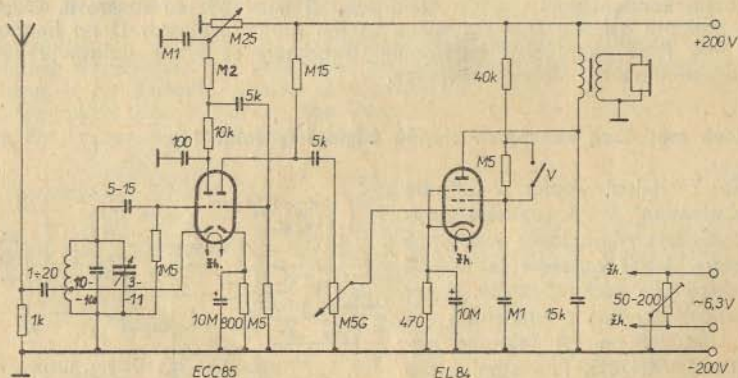 M1
M25
+200V
M2
M15
40k
5k
10k
5k
100
M5
V
5-15
1M5
žh.
žh.
žh.
1÷20
10-
3-
-11
50-200
~6,3V
1k
10M
800
M5
M5G
470
10M
M1
15k
žh.
-200V
ECC85
EL84